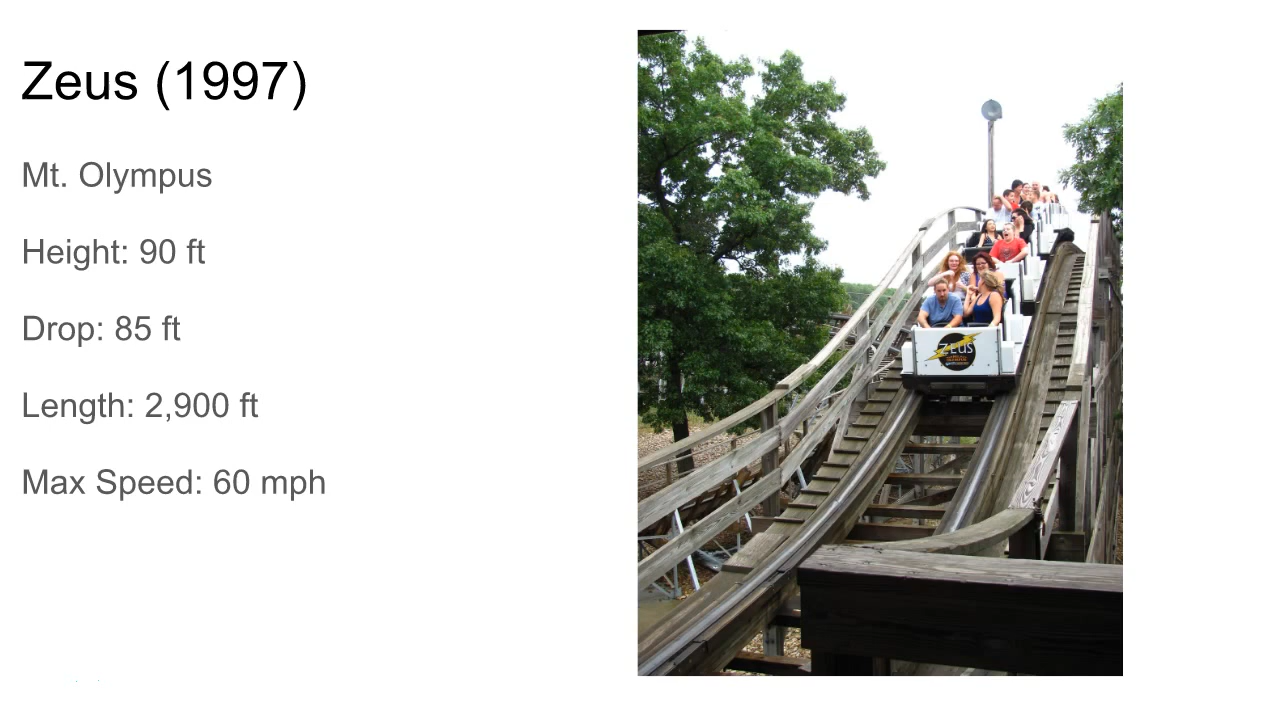 Zeus (1997)
Mt. Olympus
Height: 90 ft
Drop: 85 ft
Length: 2,900 ft
Max Speed: 60 mph
ZEUS